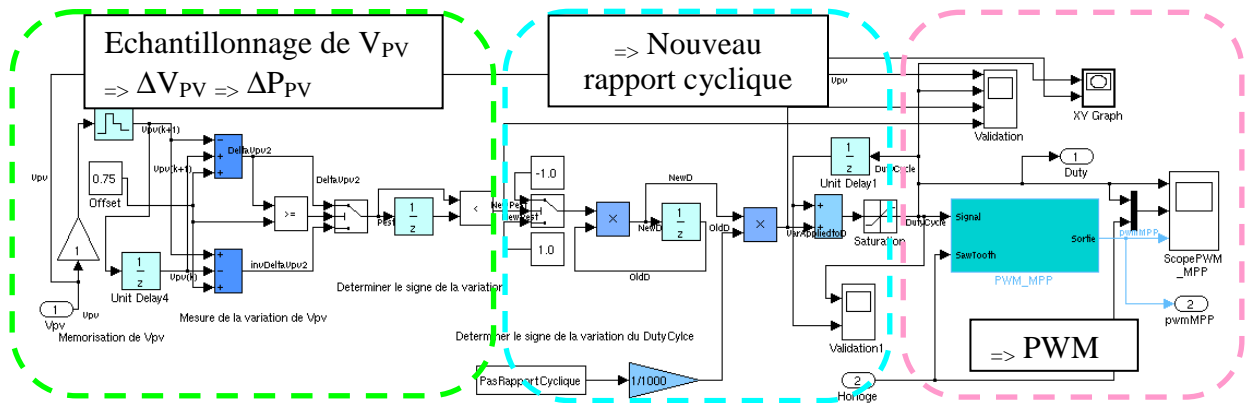 Echantillonnage de VPV
=> ΔVPV => ΔPPV
=> Nouveau
rapport cyclique
Vpv
Validation
XY Graph
Vpv(k+1)
DeltaVpv2
Vpv(k+1)
Vpv
0.75
Offset
DeltaVpv2
>=
1
z
<
-1.0
1.0
NewD
NewD
1
z
OldD
OldD
1
z
Unit Delay1
DutyCycle
Saturation
DutyCycle
1
Duty
Signal
SawTooth
Sortie
PWM_MPP
pwmMPP
ScopePWM
_MPP
2
pwmMPP
1
1
z
Unit Delay4
Vpv(k)
invDeltaVpv2
1
Vpv
Vpv
Memorisation de Vpv
Mesure de la variation de Vpv
Determiner le signe de la variation
Determiner le signe de la variation du DutyCylce
Validation1
PasRapportCyclique
1/1000
2
Horloge
=> PWM